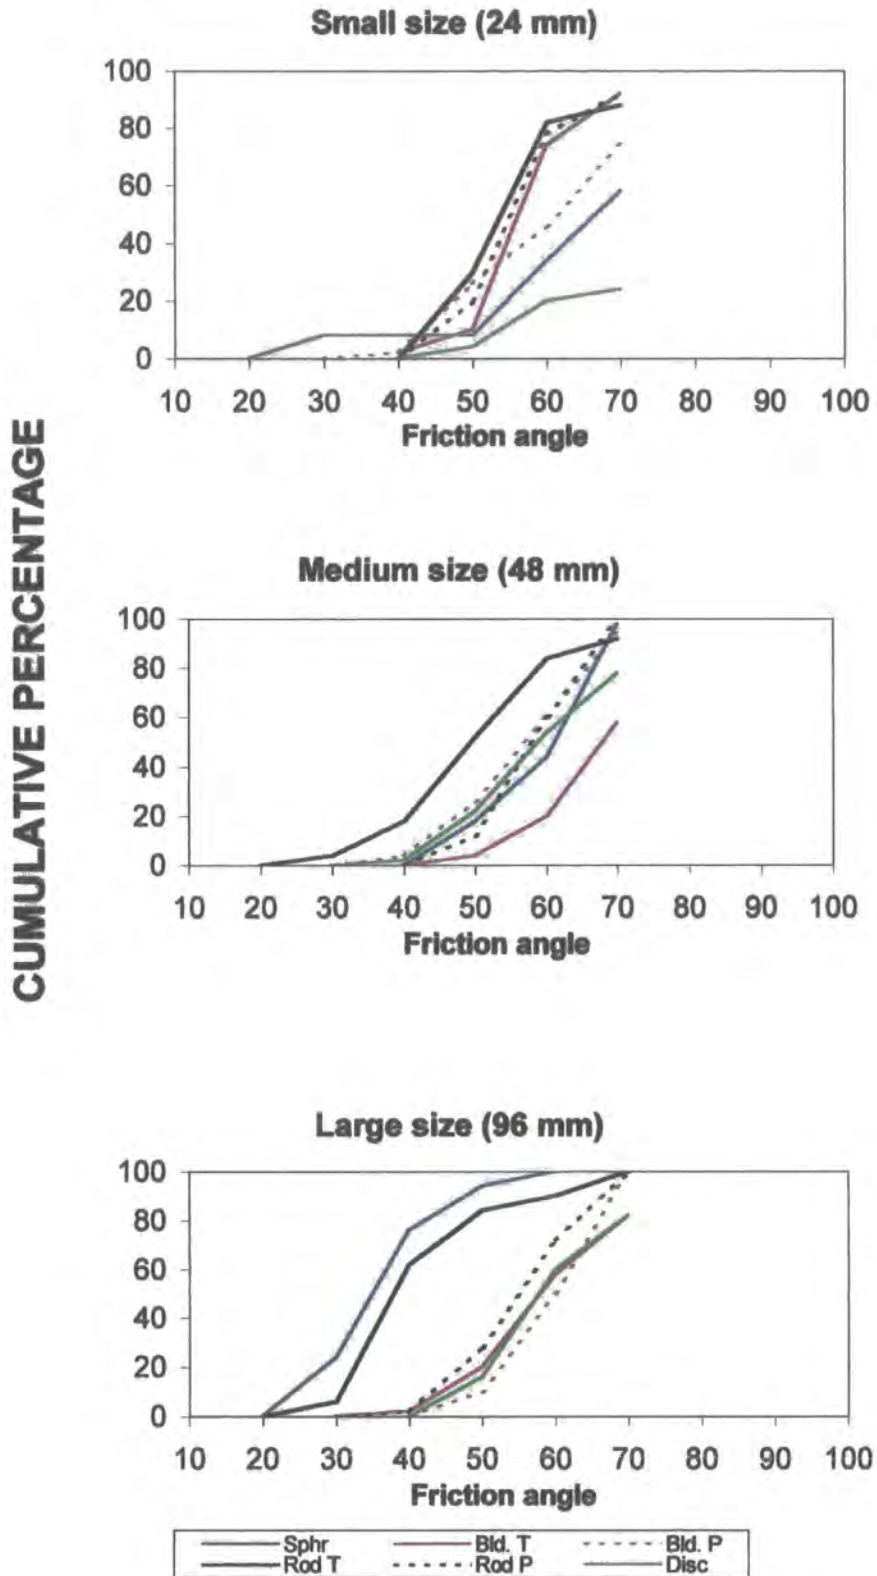 Small size (24 mm)
100
80
60
40
20
0
10 20 30 40 50 60 70 80 90 100
Friction angle
CUMULATIVE PERCENTAGE
Medium size (48 mm)
100
80
60
40
20
0
10 20 30 40 50 60 70 80 90 100
Friction angle
Large size (96 mm)
100
80
60
40
20
0
10 20 30 40 50 60 70 80 90 100
Friction angle
Sphr Bld. T Bld. P
Rod T Rod P Disc